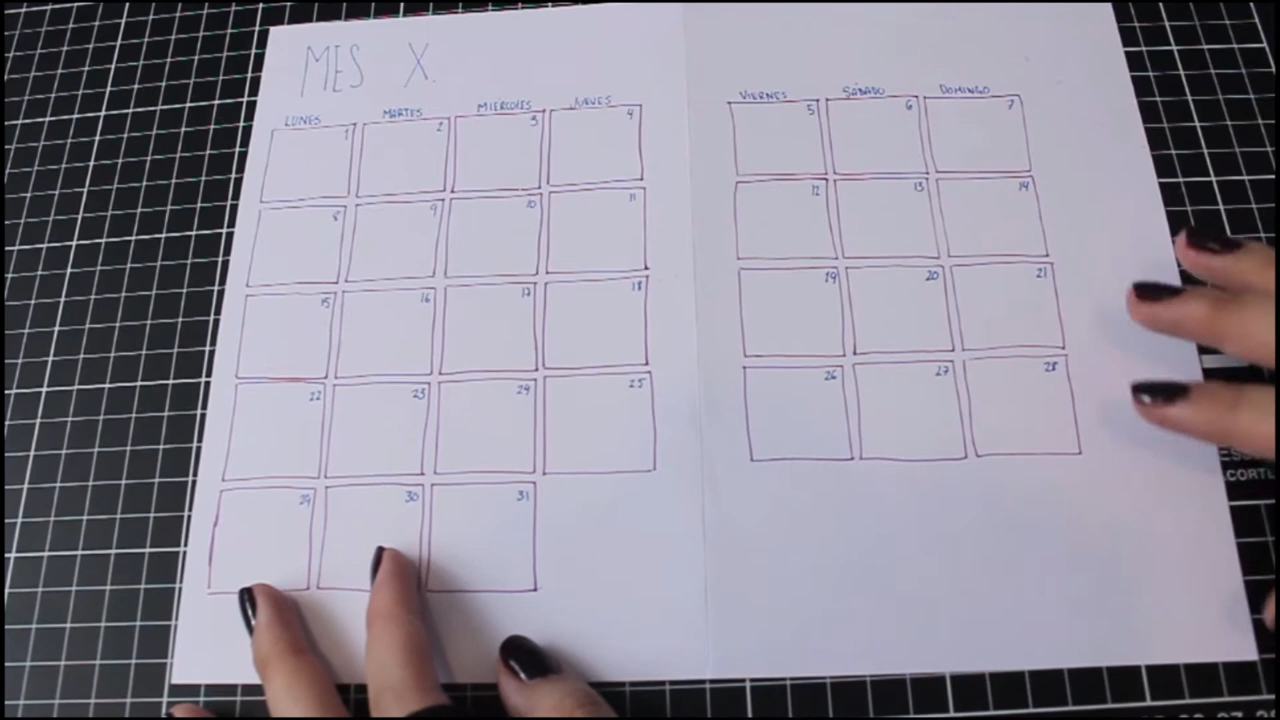 MES X.
LUNES MARTES MIÉRCOLES JUEVES VIERNES SÁBADO DOMINGO
1 2 3 4 5 6 7
8 9 10 11 12 13 14
15 16 17 18 19 20 21
22 23 24 25 26 27 28
29 30 31